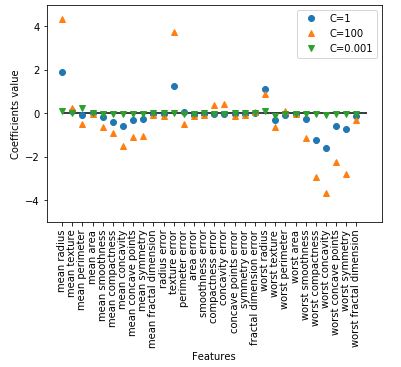 C=1
C=100
C=0.001
4
2
0
−2
−4
Coefficients value
mean radius
mean texture
mean perimeter
mean area
mean smoothness
mean compactness
mean concavity
mean concave points
mean symmetry
mean fractal dimension
radius error
texture error
perimeter error
area error
smoothness error
compactness error
concavity error
concave points error
symmetry error
fractal dimension error
worst radius
worst texture
worst perimeter
worst area
worst smoothness
worst compactness
worst concavity
worst concave points
worst symmetry
worst fractal dimension
Features